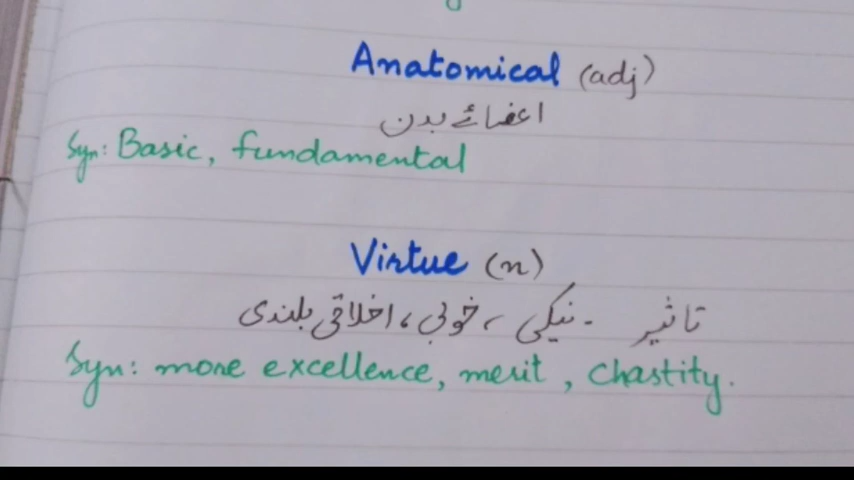 Anatomical (adj)
اعضائے بدن
Syn: Basic, fundamental
Virtue (n)
تاثیر - نیکی ، خوبی ، اخلاقی بلندی
Syn: more excellence, merit, Chastity.